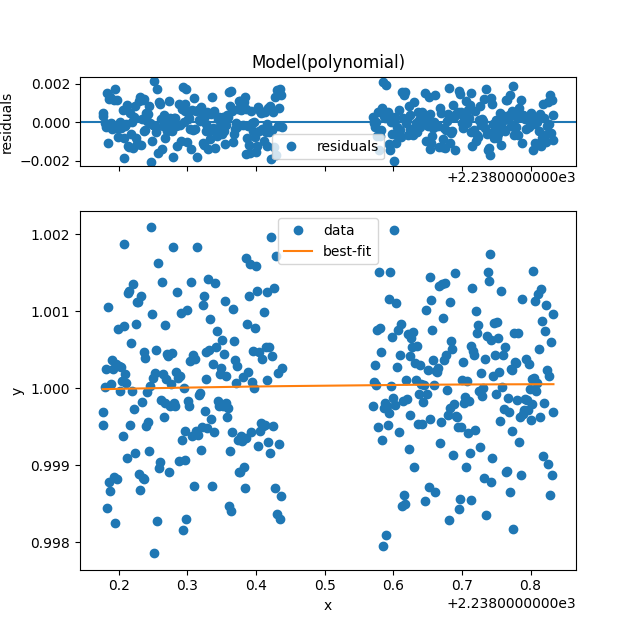 Model(polynomial)
0.002
0.000
−0.002
residuals
residuals
+2.2380000000e3
1.002
1.001
1.000
0.999
0.998
y
data
best-fit
0.2 0.3 0.4 0.5 0.6 0.7 0.8
x
+2.2380000000e3